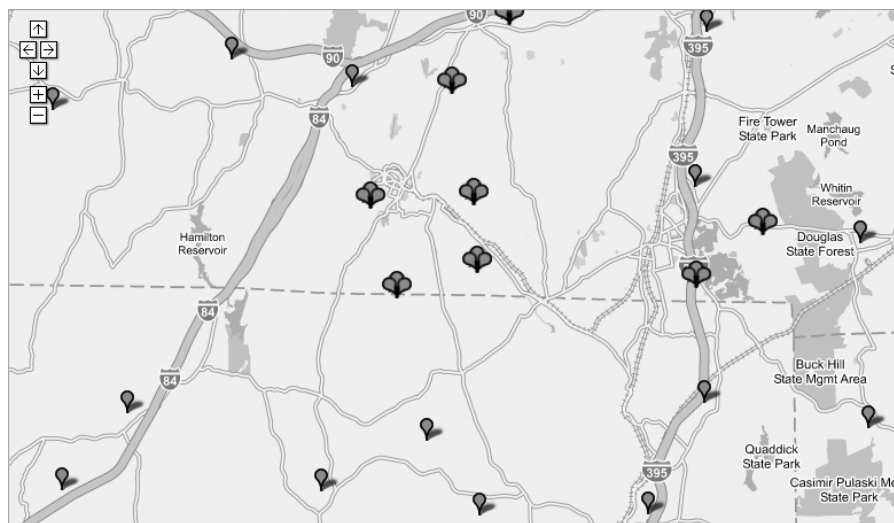 90
395
90
84
Fire Tower
State Park
Manchaug
Pond
395
Whitin
Reservoir
Hamilton
Reservoir
Douglas
State Forest
84
Buck Hill
State Mgmt Area
84
Quaddick
State Park
395
Casimir Pulaski Me
State Park